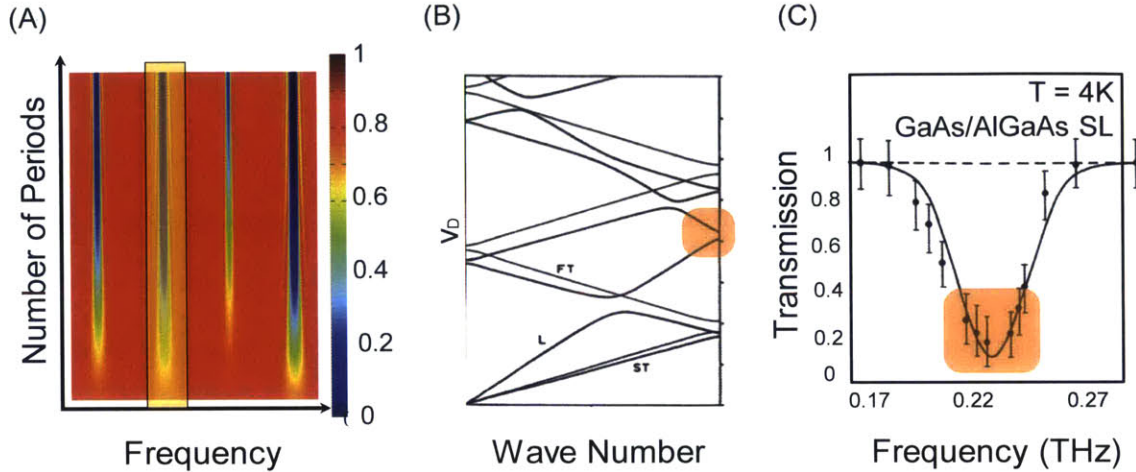 (A)
Number of Periods
1
0.8
0.6
0.4
0.2
0
Frequency
(B)
ν_D
FT
L
ST
Wave Number
(C)
T = 4K
GaAs/AlGaAs SL
Transmission
1
0.8
0.6
0.4
0.2
0
0.17
0.22
0.27
Frequency (THz)